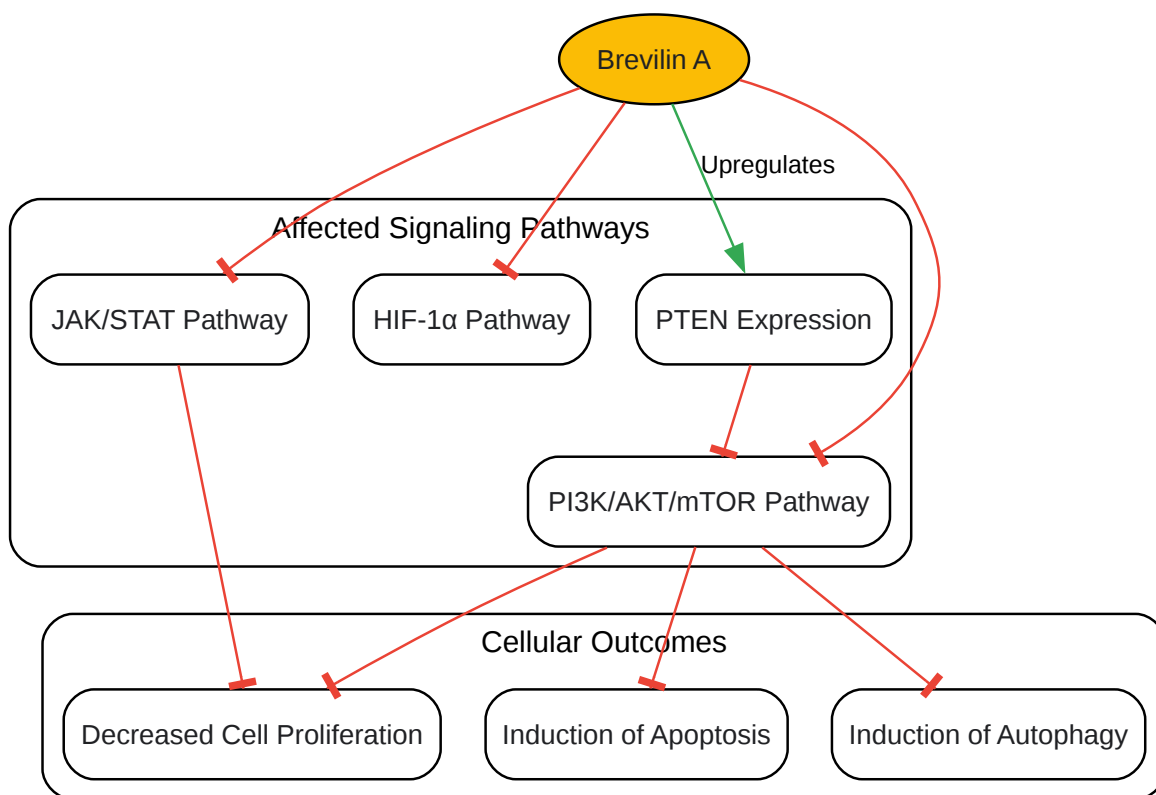 Brevilin A
Upregulates
Affected Signaling Pathways
JAK/STAT Pathway
HIF-1α Pathway
PTEN Expression
PI3K/AKT/mTOR Pathway
Cellular Outcomes
Decreased Cell Proliferation
Induction of Apoptosis
Induction of Autophagy